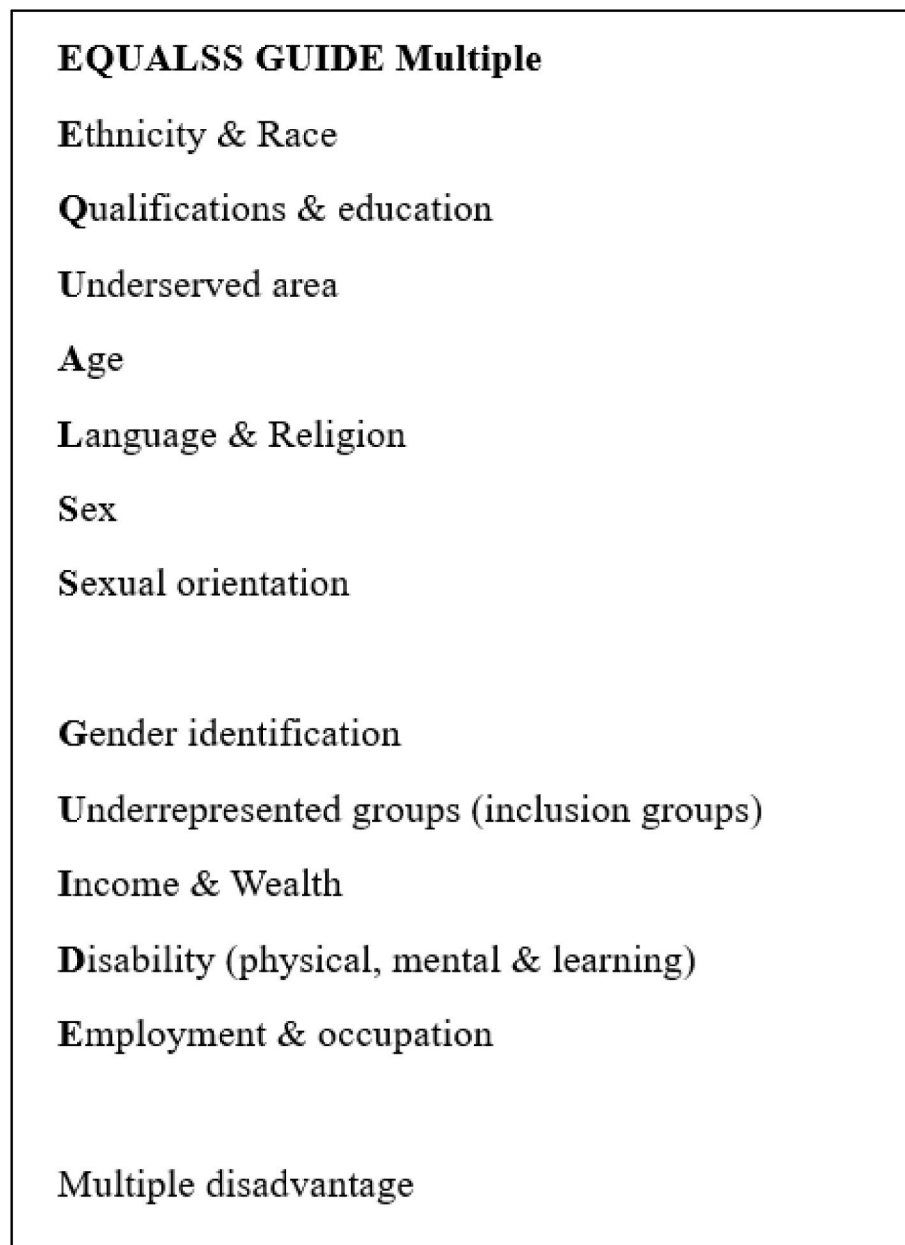 EQUALSS GUIDE Multiple
Ethnicity & Race
Qualifications & education
Underserved area
Age
Language & Religion
Sex
Sexual orientation
Gender identification
Underrepresented groups (inclusion groups)
Income & Wealth
Disability (physical, mental & learning)
Employment & occupation
Multiple disadvantage